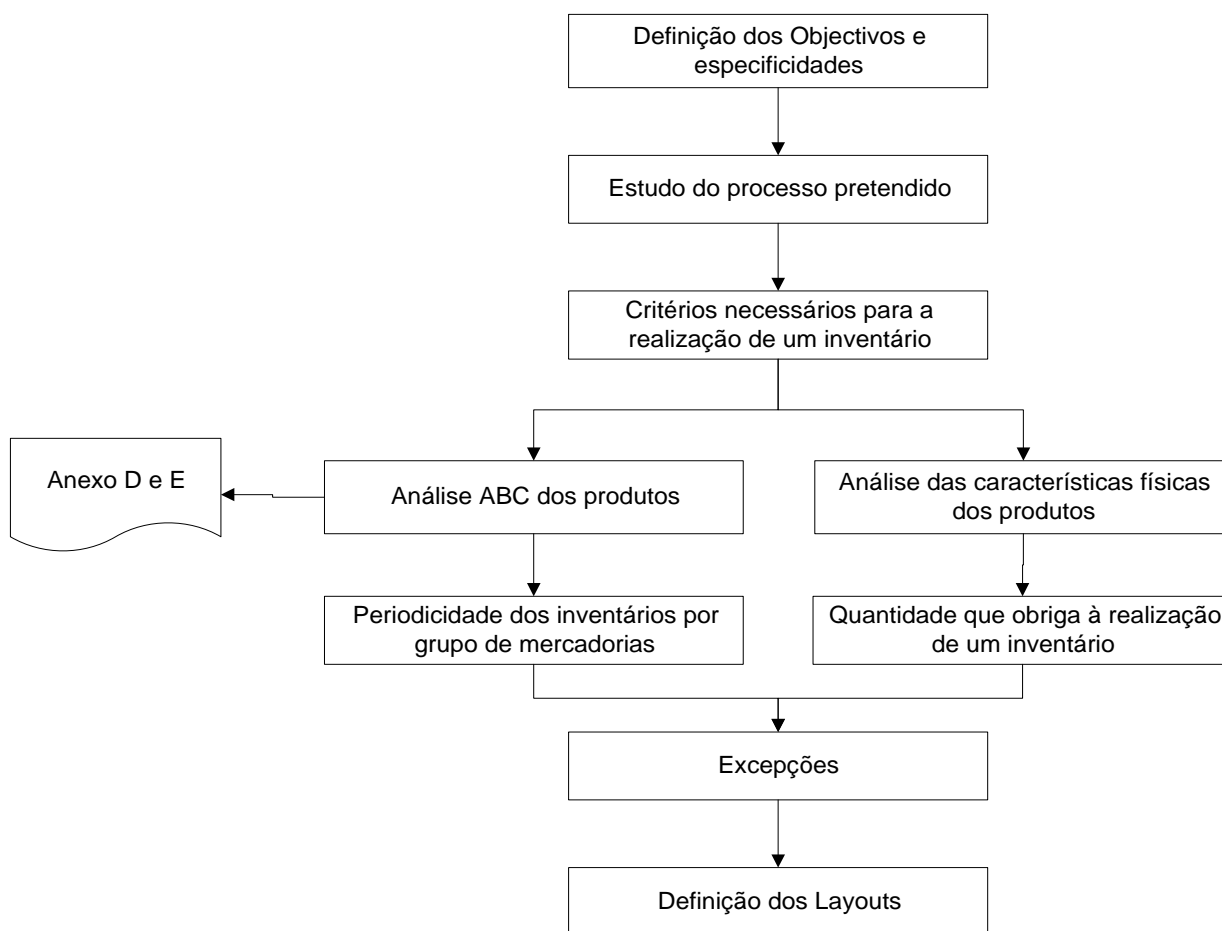 Definição dos Objectivos e
especificidades
Estudo do processo pretendido
Critérios necessários para a
realização de um inventário
Anexo D e E
Análise ABC dos produtos
Análise das características físicas
dos produtos
Periodicidade dos inventários por
grupo de mercadorias
Quantidade que obriga à realização
de um inventário
Excepções
Definição dos Layouts